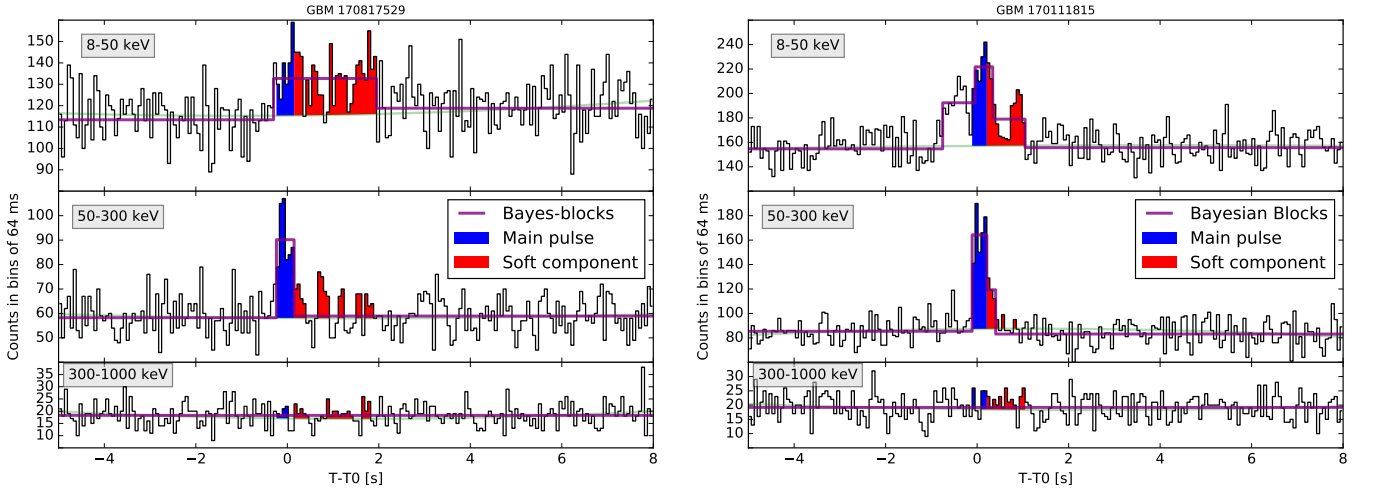 GBM 170817529
150
140
130
120
110
100
90
8-50 keV
100
90
80
70
60
50
50-300 keV
Bayes-blocks
Main pulse
Soft component
35
30
25
20
15
10
300-1000 keV
Counts in bins of 64 ms
−4 −2 0 2 4 6 8
T-T0 [s]
GBM 170111815
240
220
200
180
160
140
8-50 keV
180
160
140
120
100
80
50-300 keV
Bayesian Blocks
Main pulse
Soft component
30
25
20
15
10
300-1000 keV
Counts in bins of 64 ms
−4 −2 0 2 4 6 8
T-T0 [s]